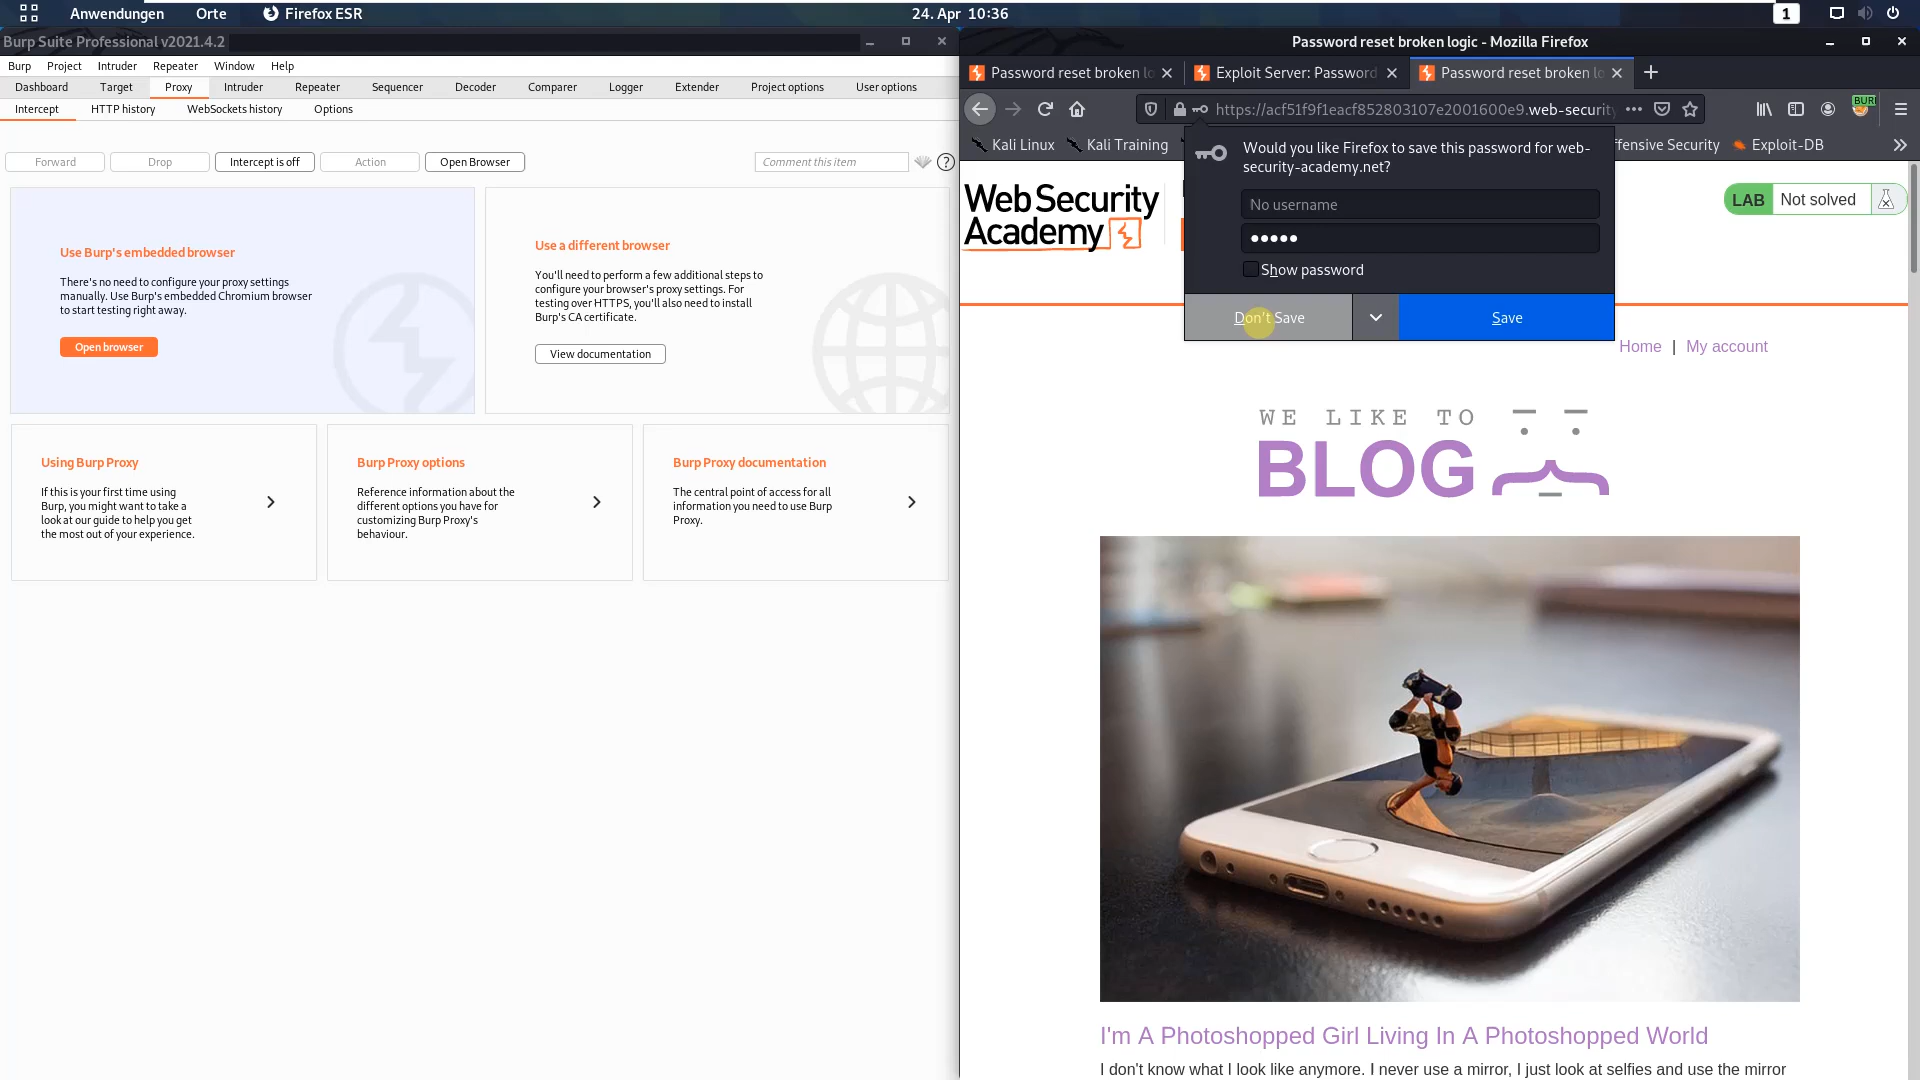 Anwendungen Orte Firefox ESR 24. Apr 10:36 1
Burp Suite Professional v2021.4.2
Burp Project Intruder Repeater Window Help
Dashboard Target Proxy Intruder Repeater Sequencer Decoder Comparer Logger Extender Project options User options
Intercept HTTP history WebSockets history Options
Forward Drop Intercept is off Action Open Browser Comment this item ?
Use Burp's embedded browser
There's no need to configure your proxy settings
manually. Use Burp's embedded Chromium browser
to start testing right away.
Open browser
Use a different browser
You'll need to perform a few additional steps to
configure your browser's proxy settings. For
testing over HTTPS, you'll also need to install
Burp's CA certificate.
View documentation
Using Burp Proxy
If this is your first time using
Burp, you might want to take a
look at our guide to help you get
the most out of your experience.
Burp Proxy options
Reference information about the
different options you have for
customizing Burp Proxy's
behaviour.
Burp Proxy documentation
The central point of access for all
information you need to use Burp
Proxy.
Password reset broken logic - Mozilla Firefox
Password reset broken lo Exploit Server: Password Password reset broken lo
https://acf51f9f1eacf852803107e2001600e9.web-security
BUR
Kali Linux Kali Training ffensive Security Exploit-DB
Would you like Firefox to save this password for web-
security-academy.net?
No username
•••••
Show password
Don't Save Save
Web Security
Academy
LAB Not solved
Home | My account
WE LIKE TO
BLOG
I'm A Photoshopped Girl Living In A Photoshopped World
I don't know what I look like anymore. I never use a mirror, I just look at selfies and use the mirror